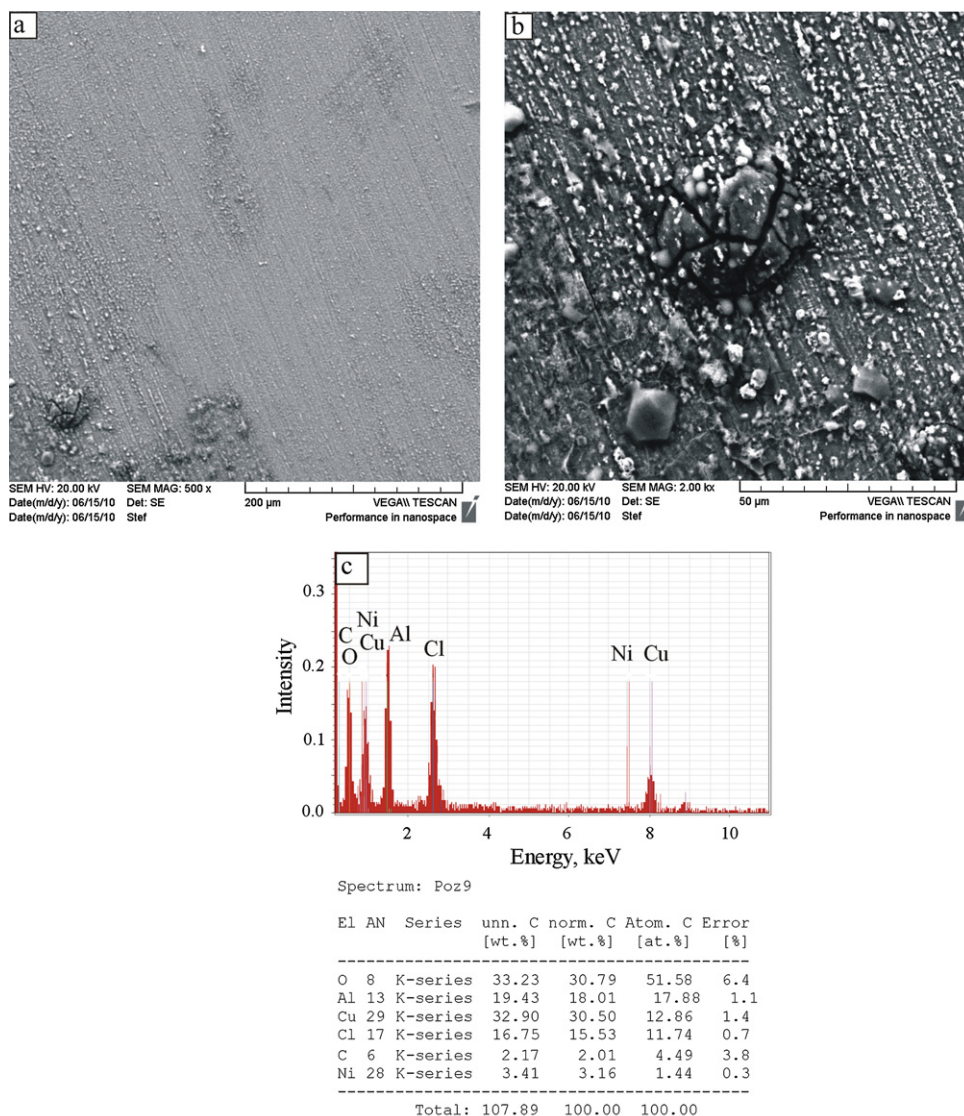 a
SEM HV: 20.00 kV SEM MAG: 500 x
Date(m/d/y): 06/15/10 Det: SE 200 µm VEGA\\ TESCAN
Date(m/d/y): 06/15/10 Stef Performance in nanospace
b
SEM HV: 20.00 kV SEM MAG: 2.00 kx
Date(m/d/y): 06/15/10 Det: SE 50 µm VEGA\\ TESCAN
Date(m/d/y): 06/15/10 Stef Performance in nanospace
c
0.3
0.2
0.1
0.0
Intensity
C
O
Ni
Cu
Al
Cl
Ni
Cu
2 4 6 8 10
Energy, keV
Spectrum: Poz9
El AN Series unn. C norm. C Atom. C Error
[wt.%] [wt.%] [at.%] [%]
---------------------------------------------
O 8 K-series 33.23 30.79 51.58 6.4
Al 13 K-series 19.43 18.01 17.88 1.1
Cu 29 K-series 32.90 30.50 12.86 1.4
Cl 17 K-series 16.75 15.53 11.74 0.7
C 6 K-series 2.17 2.01 4.49 3.8
Ni 28 K-series 3.41 3.16 1.44 0.3
---------------------------------------------
Total: 107.89 100.00 100.00